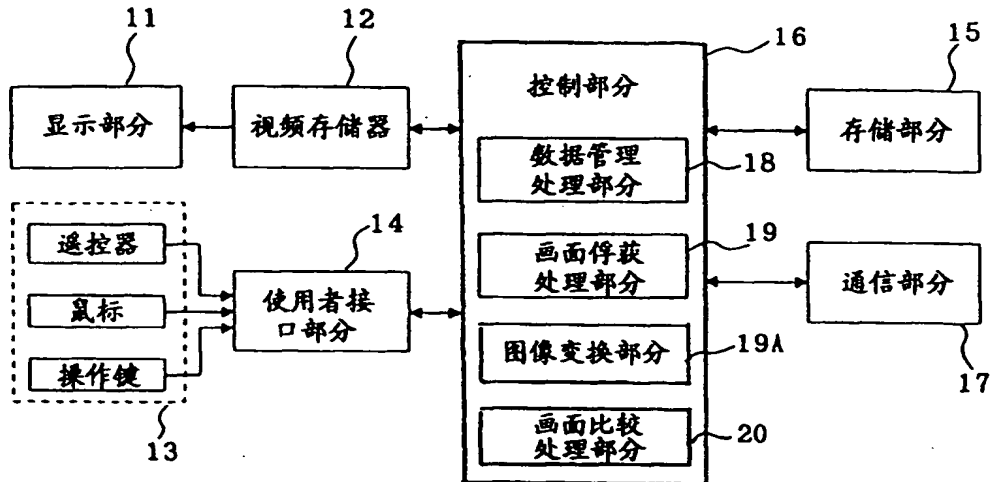 11
12
16
15
显示部分
视频存储器
控制部分
存储部分
数据管理
处理部分
18
遥控器
鼠标
操作键
13
14
使用者接
口部分
画面俘获
处理部分
19
通信部分
17
图像变换部分
19A
画面比较
处理部分
20